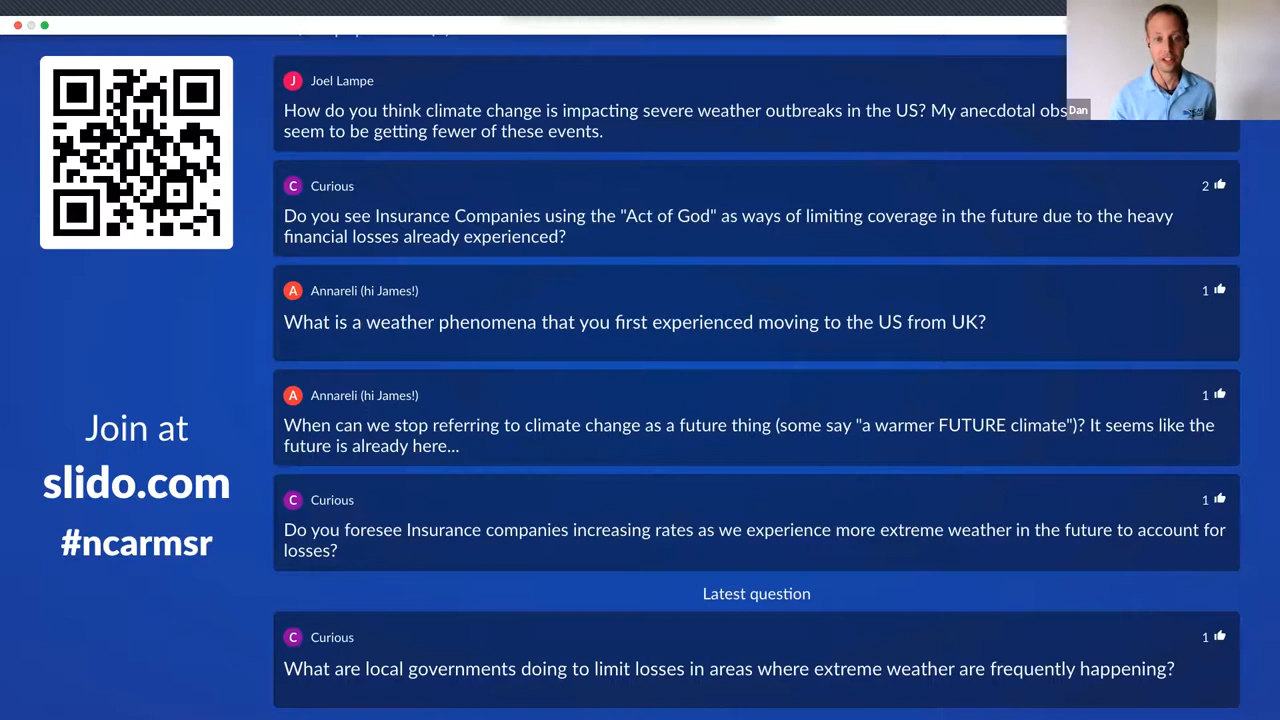 J Joel Lampe
How do you think climate change is impacting severe weather outbreaks in the US? My anecdotal obs
seem to be getting fewer of these events.
Dan
C Curious 2
Do you see Insurance Companies using the "Act of God" as ways of limiting coverage in the future due to the heavy
financial losses already experienced?
A Annareli (hi James!) 1
What is a weather phenomena that you first experienced moving to the US from UK?
A Annareli (hi James!) 1
When can we stop referring to climate change as a future thing (some say "a warmer FUTURE climate")? It seems like the
future is already here...
C Curious 1
Do you foresee Insurance companies increasing rates as we experience more extreme weather in the future to account for
losses?
Latest question
C Curious 1
What are local governments doing to limit losses in areas where extreme weather are frequently happening?
Join at
slido.com
#ncarmsr